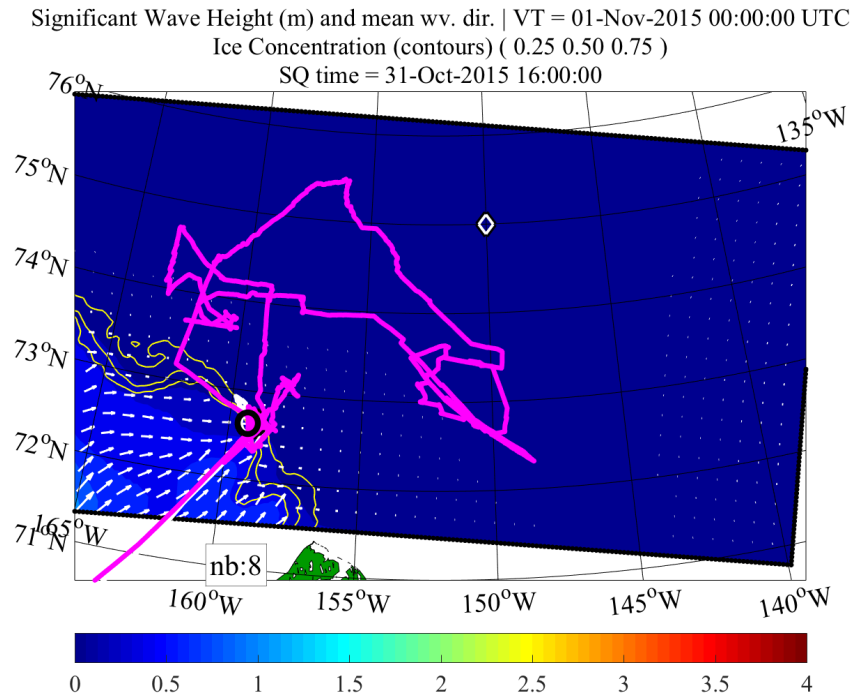 Significant Wave Height (m) and mean wv. dir. | VT = 01-Nov-2015 00:00:00 UTC
Ice Concentration (contours) ( 0.25 0.50 0.75 )
SQ time = 31-Oct-2015 16:00:00
76°N
135°W
75°N
74°N
73°N
72°N
71°N
165°W
nb:8
160°W
155°W
150°W
145°W
140°W
0 0.5 1 1.5 2 2.5 3 3.5 4